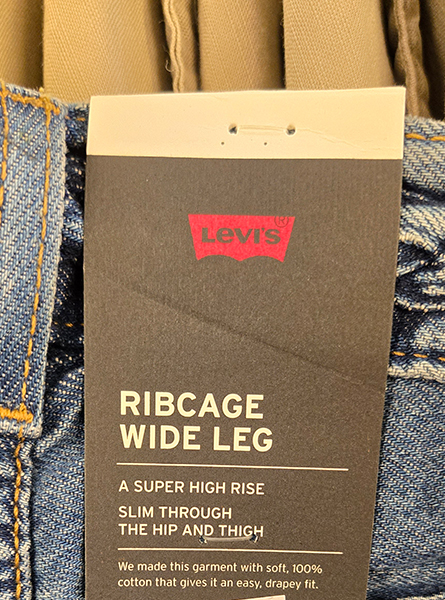 Levi's®
RIBCAGE
WIDE LEG
A SUPER HIGH RISE
SLIM THROUGH
THE HIP AND THIGH
We made this garment with soft, 100%
cotton that gives it an easy, drapey fit.